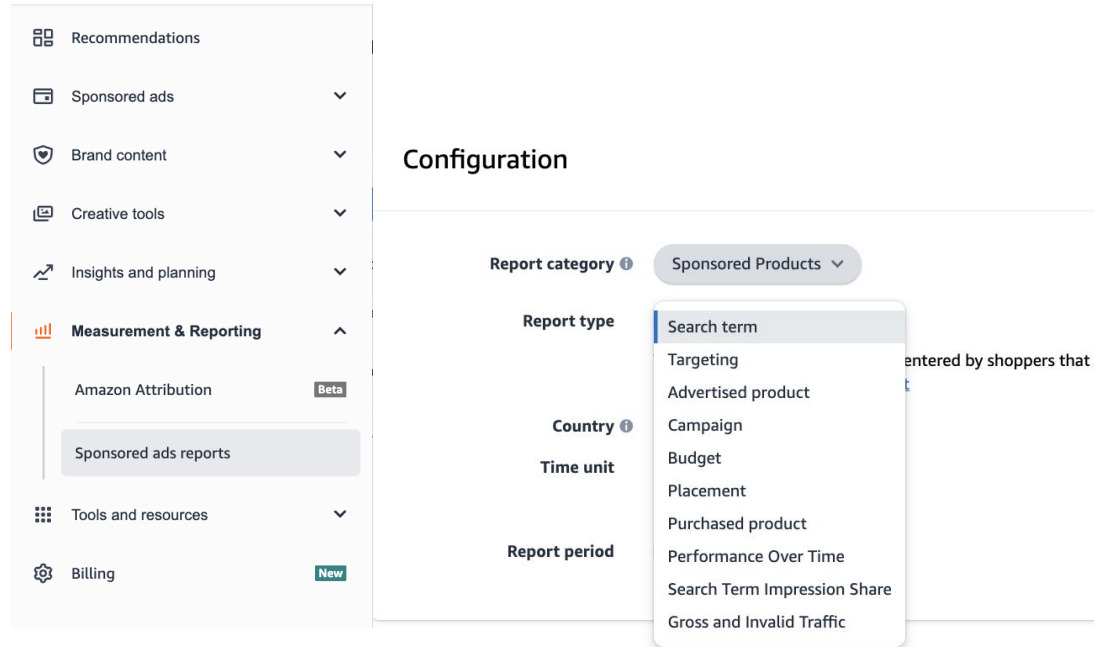 Recommendations
Sponsored ads
Brand content
Creative tools
Insights and planning
Measurement & Reporting
Amazon Attribution Beta
Sponsored ads reports
Tools and resources
Billing New
Configuration
Report category Sponsored Products
Report type
Search term
Targeting
entered by shoppers that
Advertised product
Campaign
Budget
Placement
Purchased product
Performance Over Time
Search Term Impression Share
Gross and Invalid Traffic
Country
Time unit
Report period